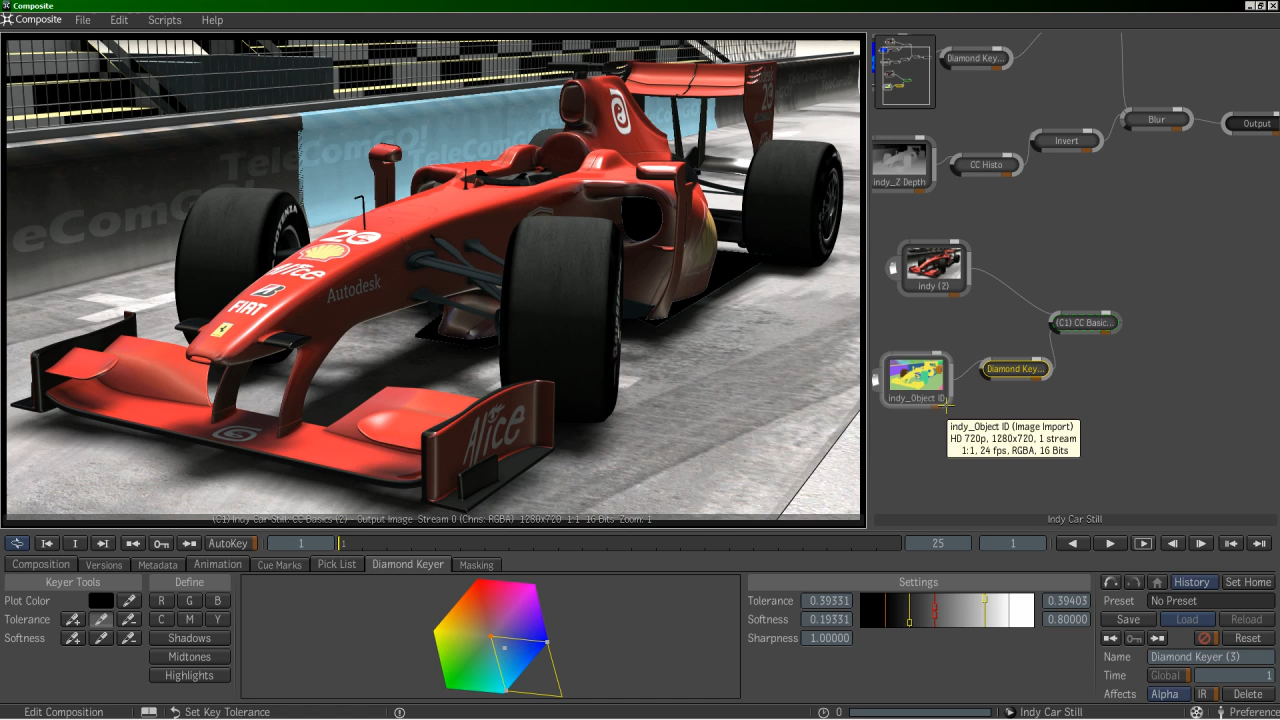 Composite
Composite File Edit Scripts Help
Diamond Key...
Blur
Output
Invert
CC Histo
indy_Z Depth
indy (2)
(C1) CC Basic...
Diamond Key...
indy_Object ID
indy_Object ID (Image Import)
HD 720p, 1280x720, 1 stream
1:1, 24 fps, RGBA, 16 Bits
Indy Car Still
eComo
20
Alice
FIAT
Autodesk
Alice
(C1) Indy Car Still: CC Basics (2) - Output Image Stream 0 (Chns: RGBA) 1280x720 1:1 16 Bits Zoom: 1
AutoKey 1 1 25 1
Composition Versions Metadata Animation Cue Marks Pick List Diamond Keyer Masking
Keyer Tools Define Settings History Set Home
Plot Color R G B Tolerance 0.39331 0.39403 Preset No Preset
Tolerance C M Y Softness 0.19331 0.80000 Save Load Reload
Softness Shadows Sharpness 1.00000 Reset
Midtones Name Diamond Keyer (3)
Highlights Time Global 1
Affects Alpha IR Delete
Edit Composition Set Key Tolerance 0 Indy Car Still Preference